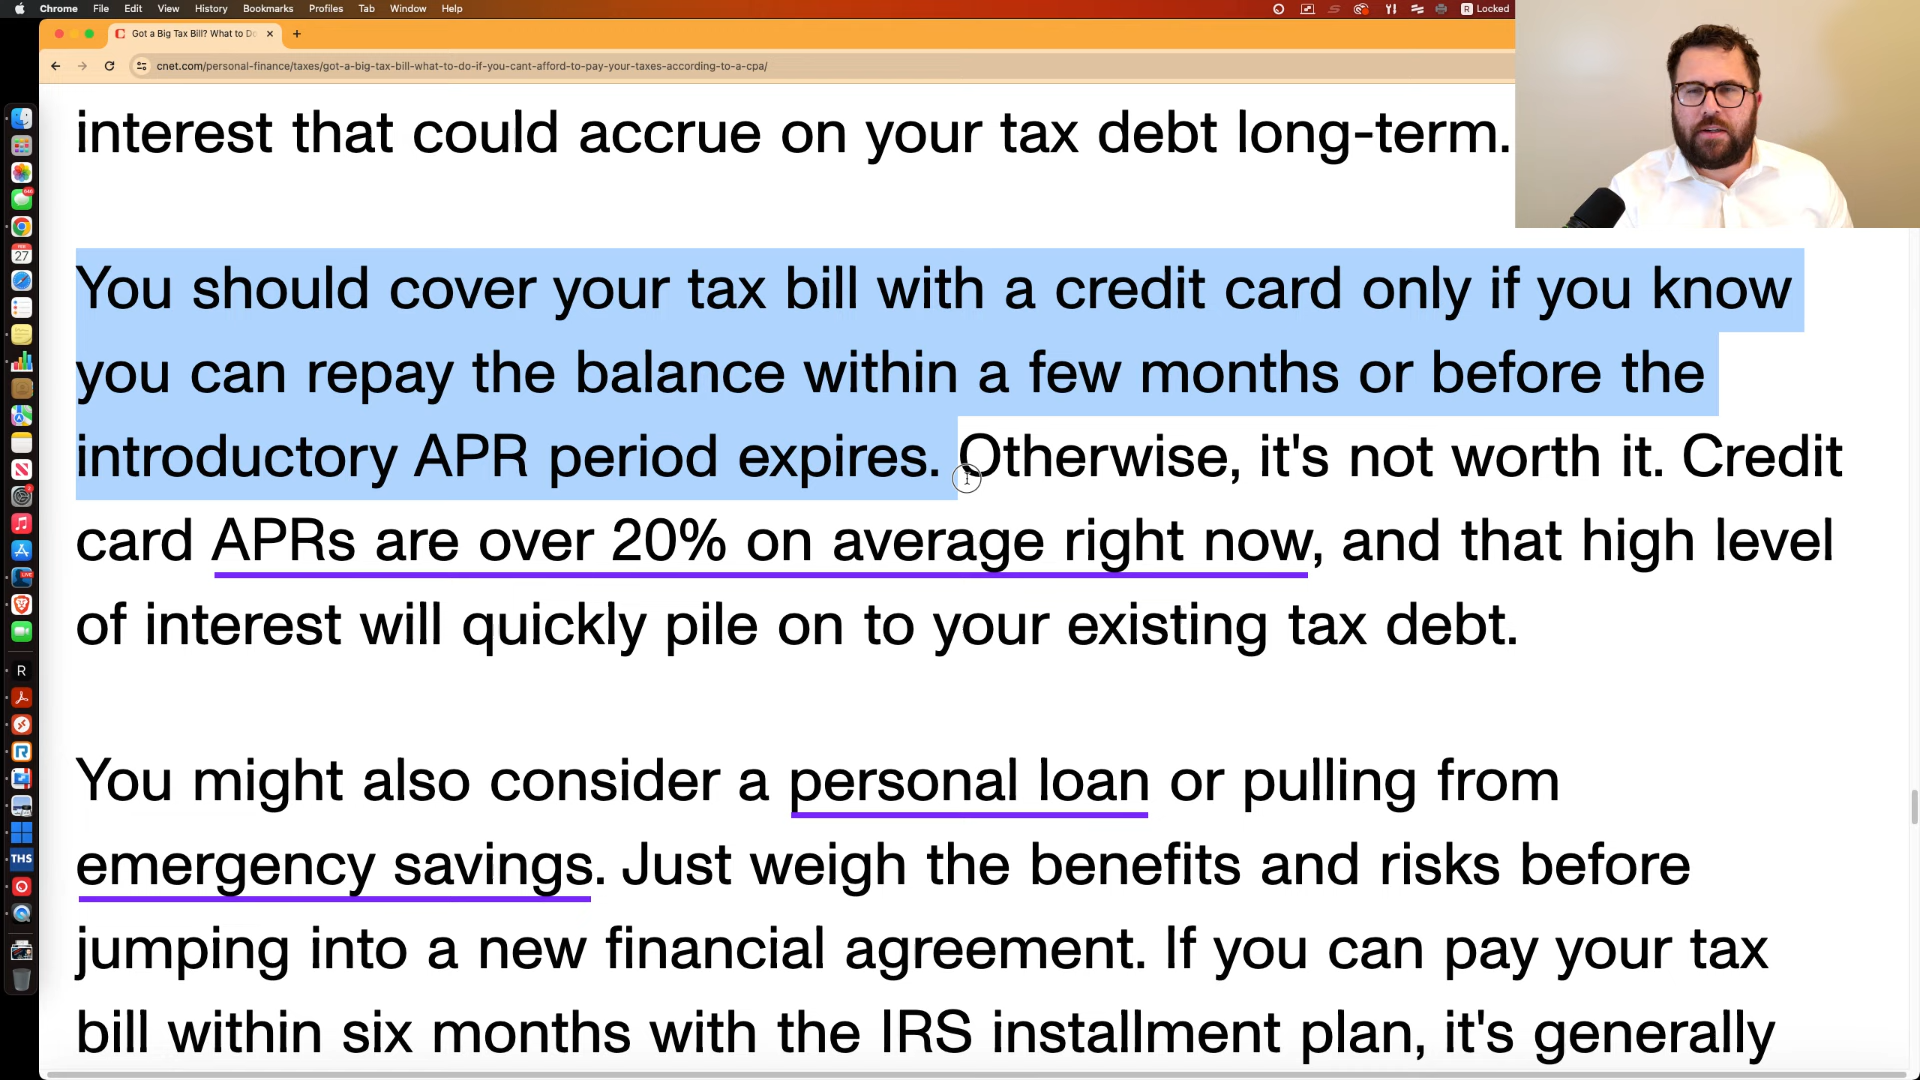 Chrome File Edit View History Bookmarks Profiles Tab Window Help
Locked
Got a Big Tax Bill? What to Do
cnet.com/personal-finance/taxes/got-a-big-tax-bill-what-to-do-if-you-cant-afford-to-pay-your-taxes-according-to-a-cpa/
interest that could accrue on your tax debt long-term.
You should cover your tax bill with a credit card only if you know
you can repay the balance within a few months or before the
introductory APR period expires. Otherwise, it's not worth it. Credit
card APRs are over 20% on average right now, and that high level
of interest will quickly pile on to your existing tax debt.
You might also consider a personal loan or pulling from
emergency savings. Just weigh the benefits and risks before
jumping into a new financial agreement. If you can pay your tax
bill within six months with the IRS installment plan, it's generally
27
R
THS